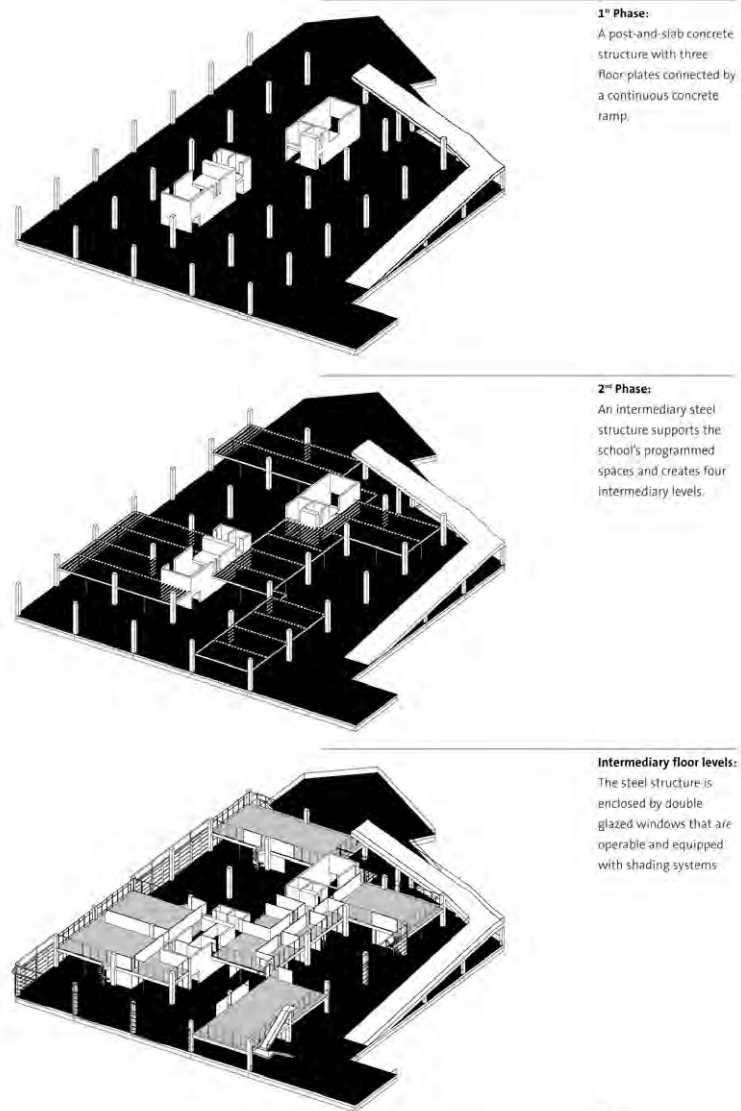 1st Phase:
A post-and-slab concrete
structure with three
floor plates connected by
a continuous concrete
ramp.
2nd Phase:
An intermediary steel
structure supports the
school's programmed
spaces and creates four
intermediary levels.
Intermediary floor levels:
The steel structure is
enclosed by double
glazed windows that are
operable and equipped
with shading systems